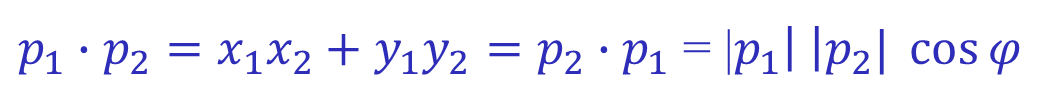 p₁ · p₂ = x₁x₂ + y₁y₂ = p₂ · p₁ = |p₁| |p₂| cos φ